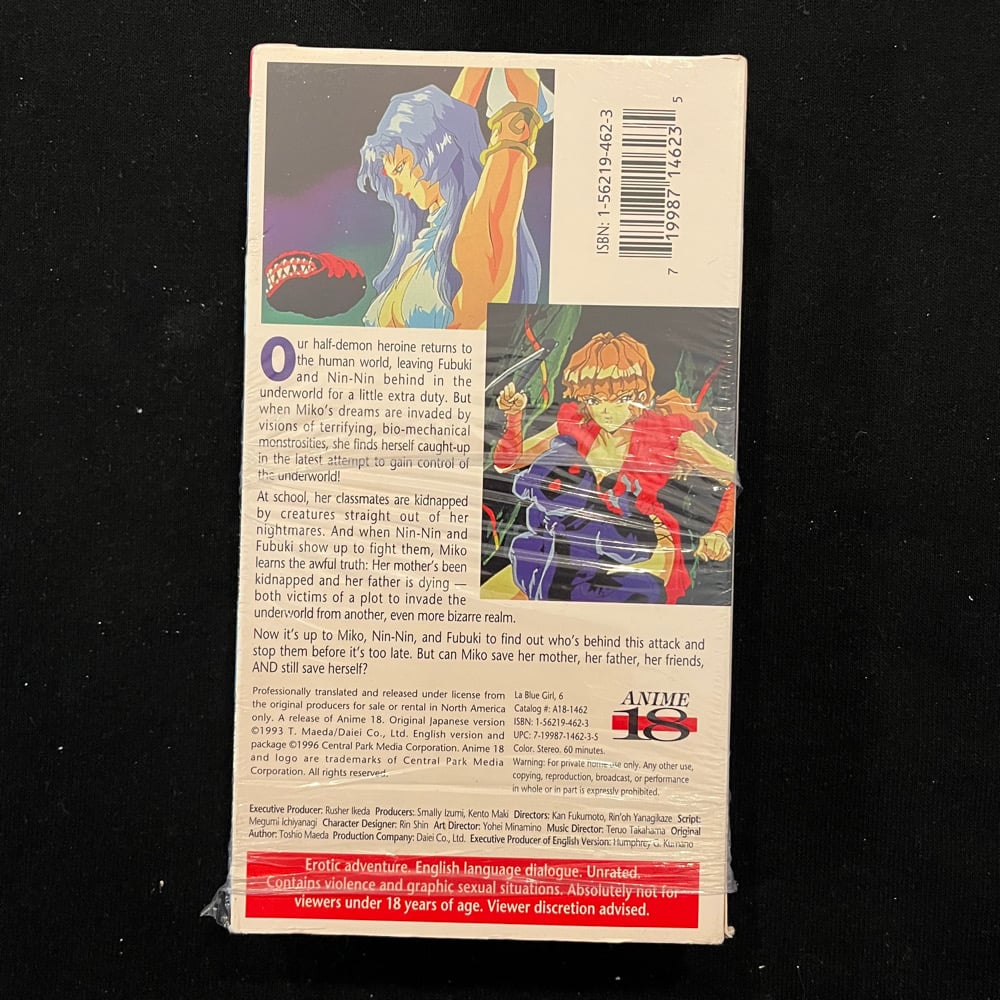 ISBN: 1-56219-462-3
7 19987 14623 5
Our half-demon heroine returns to
the human world, leaving Fubuki
and Nin-Nin behind in the
underworld for a little extra duty. But
when Miko's dreams are invaded by
visions of terrifying, bio-mechanical
monstrosities, she finds herself caught-up
in the latest attempt to gain control of
the underworld!
At school, her classmates are kidnapped
by creatures straight out of her
nightmares. And when Nin-Nin and
Fubuki show up to fight them, Miko
learns the awful truth: Her mother's been
kidnapped and her father is dying —
both victims of a plot to invade the
underworld from another, even more bizarre realm.
Now it's up to Miko, Nin-Nin, and Fubuki to find out who's behind this attack and
stop them before it's too late. But can Miko save her mother, her father, her friends,
AND still save herself?
Professionally translated and released under license from
the original producers for sale or rental in North America
only. A release of Anime 18. Original Japanese version
©1993 T. Maeda/Daiei Co., Ltd. English version and
package ©1996 Central Park Media Corporation. Anime 18
and logo are trademarks of Central Park Media
Corporation. All rights reserved.
La Blue Girl, 6
Catalog #: A18-1462
ISBN: 1-56219-462-3
UPC: 7-19987-1462-3-5
Color. Stereo. 60 minutes.
Warning: For private home use only. Any other use,
copying, reproduction, broadcast, or performance
in whole or in part is expressly prohibited.
ANIME
18
Executive Producer: Rusher Ikeda Producers: Smally Izumi, Kento Maki Directors: Kan Fukumoto, Rin'oh Yanagikaze Script:
Megumi Ichiyanagi Character Designer: Rin Shin Art Director: Yohei Minamino Music Director: Teruo Takahama Original
Author: Toshio Maeda Production Company: Daiei Co., Ltd. Executive Producer of English Version: Humphrey G. Kumano
Erotic adventure. English language dialogue. Unrated.
Contains violence and graphic sexual situations. Absolutely not for
viewers under 18 years of age. Viewer discretion advised.